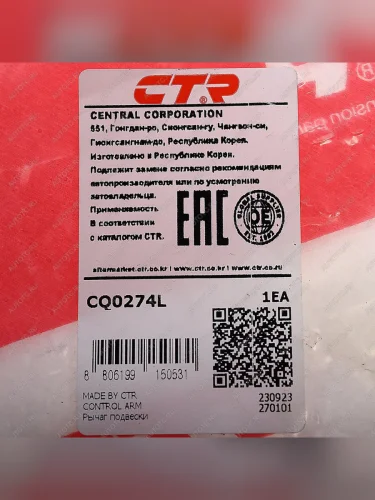 CTR®
CENTRAL CORPORATION
551, Гонгдан-ро, Сионгсан-гу, Чангвон-си,
Гионгсангнам-до, Республика Корея.
Изготовлено в Республике Корея.
Подлежит замене согласно рекомендациям
автопроизводителя или по усмотрению
автовладельца.
Применяемость
В соответствии
с каталогом CTR.
EAC
aftermarket.ctr.co.kr | www.ctr.co.kr | www.ctr.co.ru
CQ0274L 1EA
8 806199 150631
MADE BY CTR
CONTROL ARM
Рычаг подвески
230923
270101